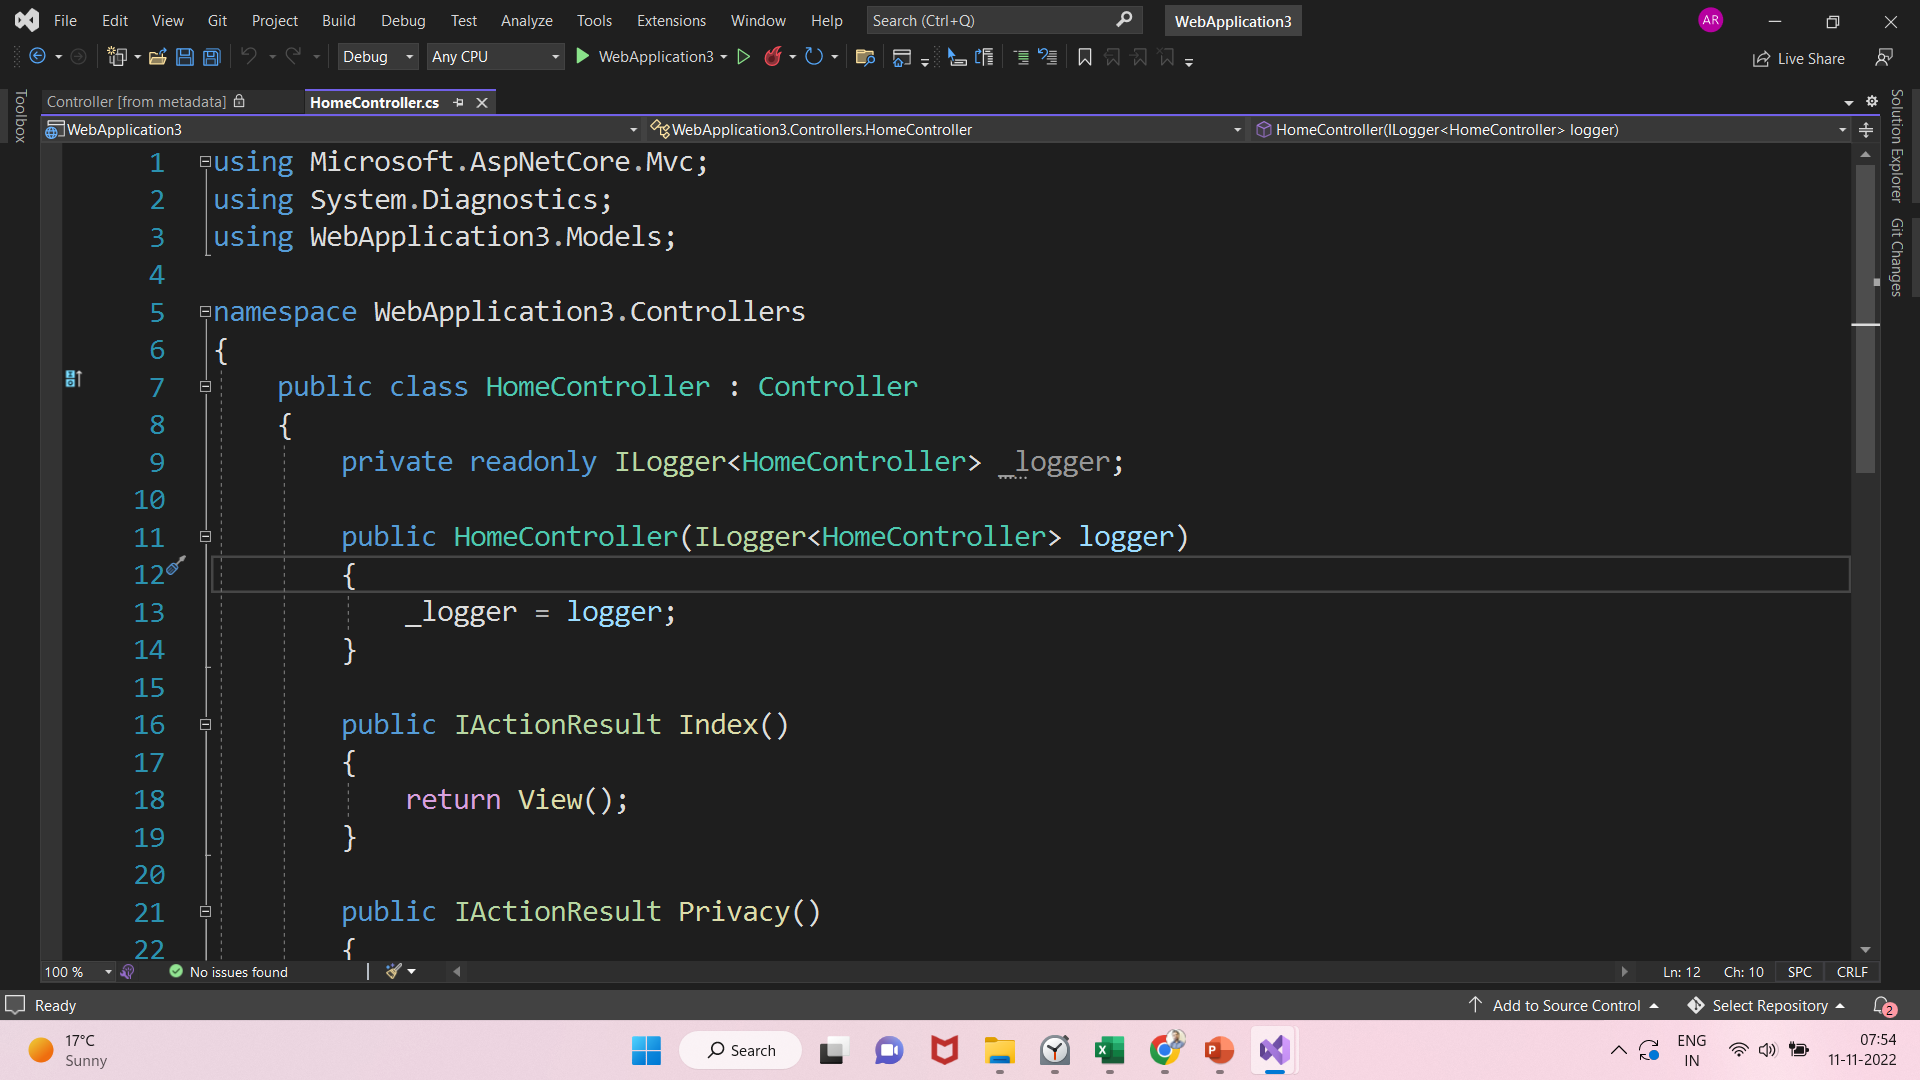 File Edit View Git Project Build Debug Test Analyze Tools Extensions Window Help Search (Ctrl+Q) WebApplication3 AR
Debug Any CPU WebApplication3 Live Share
Toolbox
Controller [from metadata] HomeController.cs
WebApplication3 WebApplication3.Controllers.HomeController HomeController(ILogger<HomeController> logger)
Solution Explorer
Git Changes
1 using Microsoft.AspNetCore.Mvc;
2 using System.Diagnostics;
3 using WebApplication3.Models;
4
5 namespace WebApplication3.Controllers
6 {
7 public class HomeController : Controller
8 {
9 private readonly ILogger<HomeController> _logger;
10
11 public HomeController(ILogger<HomeController> logger)
12 {
13 _logger = logger;
14 }
15
16 public IActionResult Index()
17 {
18 return View();
19 }
20
21 public IActionResult Privacy()
22 {
100 % No issues found Ln: 12 Ch: 10 SPC CRLF
Ready Add to Source Control Select Repository 2
17°C
Sunny
Search
ENG
IN
07:54
11-11-2022